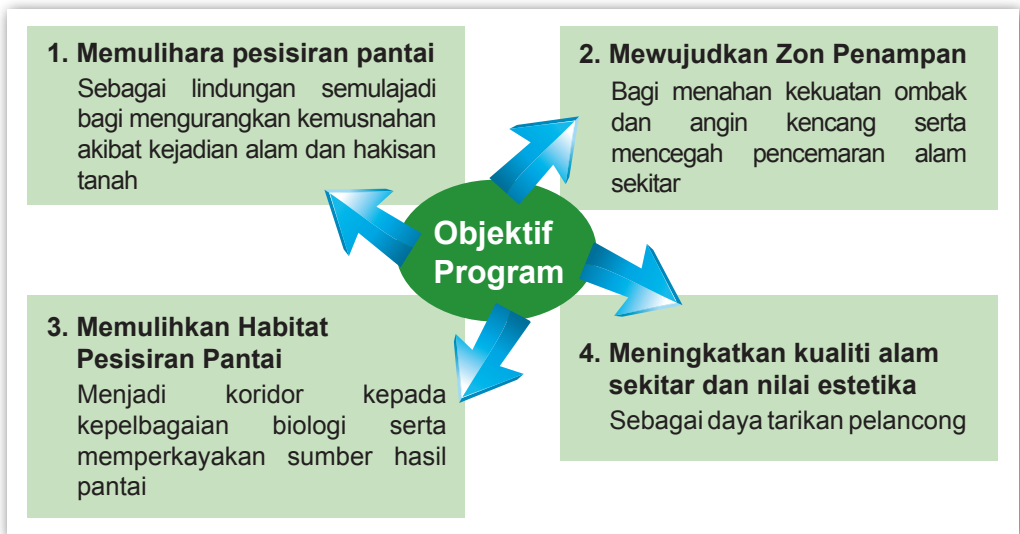 1. Memulihara pesisiran pantai
Sebagai lindungan semulajadi
bagi mengurangkan kemusnahan
akibat kejadian alam dan hakisan
tanah
2. Mewujudkan Zon Penampan
Bagi menahan kekuatan ombak
dan angin kencang serta
mencegah pencemaran alam
sekitar
Objektif
Program
3. Memulihkan Habitat
Pesisiran Pantai
Menjadi koridor kepada
kepelbagaian biologi serta
memperkayakan sumber hasil
pantai
4. Meningkatkan kualiti alam
sekitar dan nilai estetika
Sebagai daya tarikan pelancong